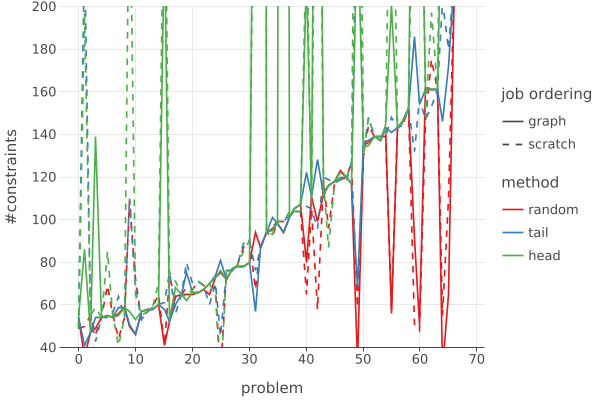 200
180
160
140
120
100
80
60
40
#constraints
0
10
20
30
40
50
60
70
problem
job ordering
graph
scratch
method
random
tail
head